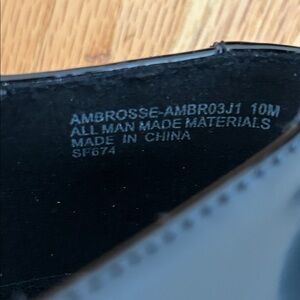 AMBROSSE-AMBR03J1 10M
ALL MAN MADE MATERIALS
MADE IN CHINA
SF674